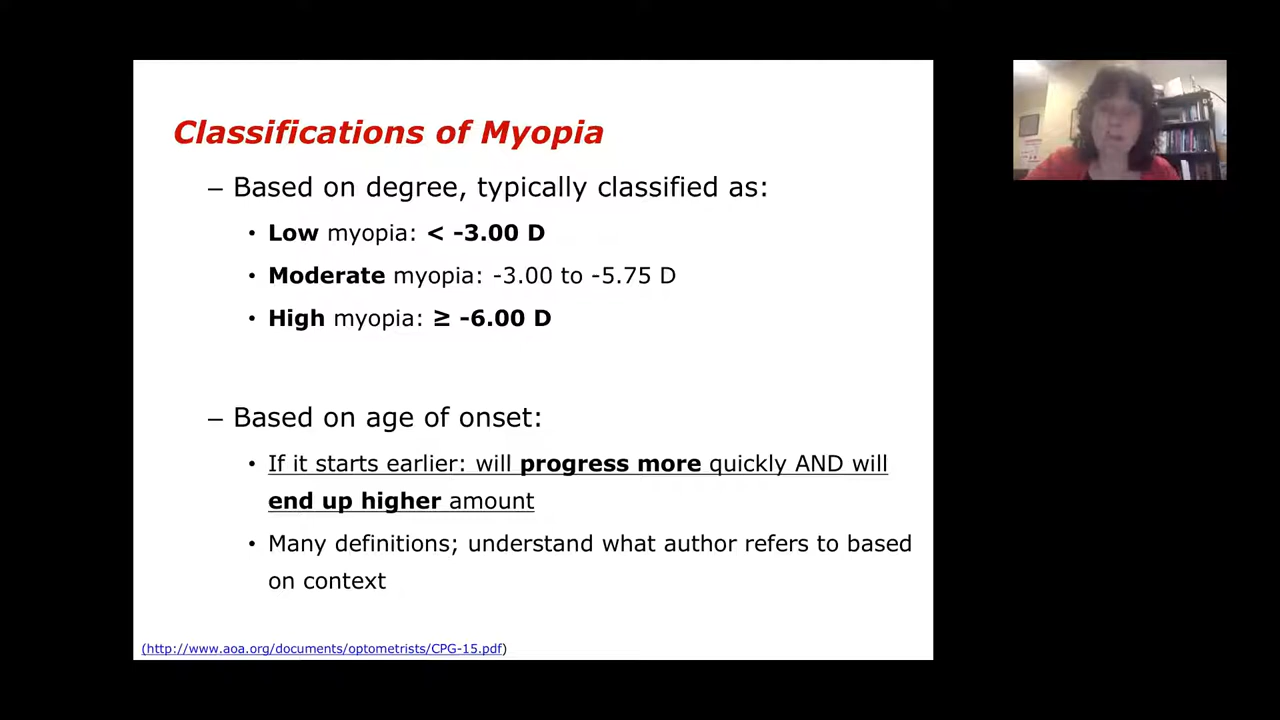 Classifications of Myopia
– Based on degree, typically classified as:
• Low myopia: < -3.00 D
• Moderate myopia: -3.00 to -5.75 D
• High myopia: ≥ -6.00 D
– Based on age of onset:
• If it starts earlier: will progress more quickly AND will
end up higher amount
• Many definitions; understand what author refers to based
on context
(http://www.aoa.org/documents/optometrists/CPG-15.pdf)